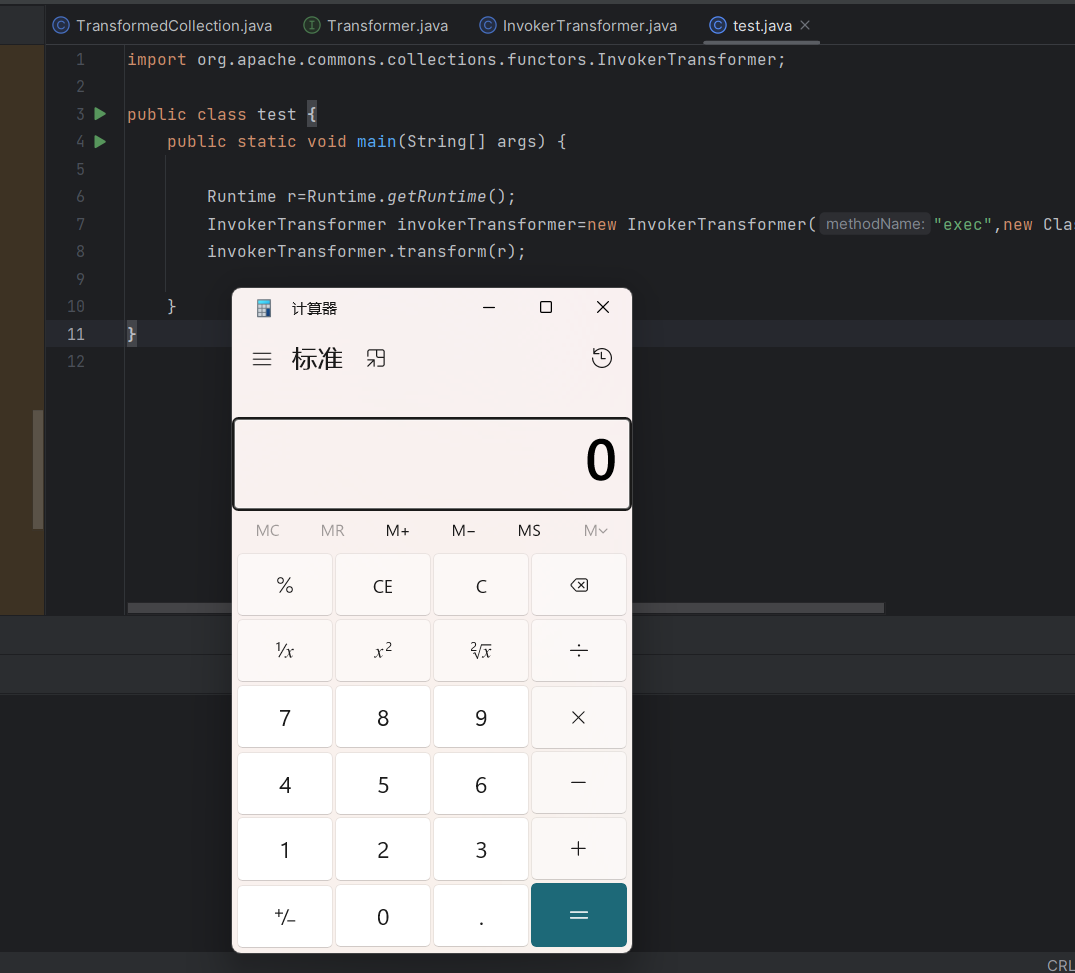 TransformedCollection.java Transformer.java InvokerTransformer.java test.java
1 import org.apache.commons.collections.functors.InvokerTransformer;
2
3 public class test {
4 public static void main(String[] args) {
5
6 Runtime r=Runtime.getRuntime();
7 InvokerTransformer invokerTransformer=new InvokerTransformer( methodName: "exec",new Cla
8 invokerTransformer.transform(r);
9
10 }
11 }
12
计算器
标准
0
MC MR M+ M− MS M
% CE C
¹/x x² ²√x ÷
7 8 9 ×
4 5 6 −
1 2 3 +
+/− 0 . =
CRL